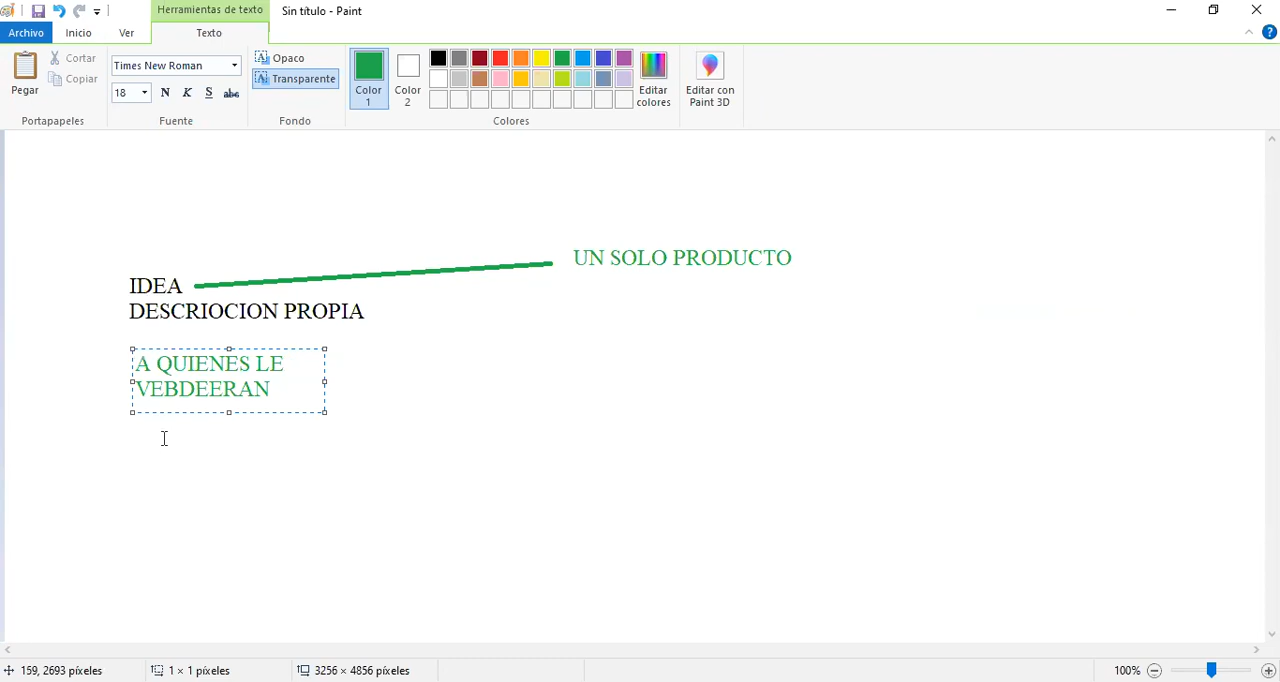 Herramientas de texto
Sin título - Paint
Archivo Inicio Ver Texto
Pegar
Cortar
Copiar
Portapapeles
Times New Roman
18 N K S abc
Fuente
Opaco
Transparente
Fondo
Color 1
Color 2
Editar colores
Colores
Editar con Paint 3D
UN SOLO PRODUCTO
IDEA
DESCRIOCION PROPIA
A QUIENES LE
VEBDEERAN
159, 2693 píxeles
1 × 1 píxeles
3256 × 4856 píxeles
100%